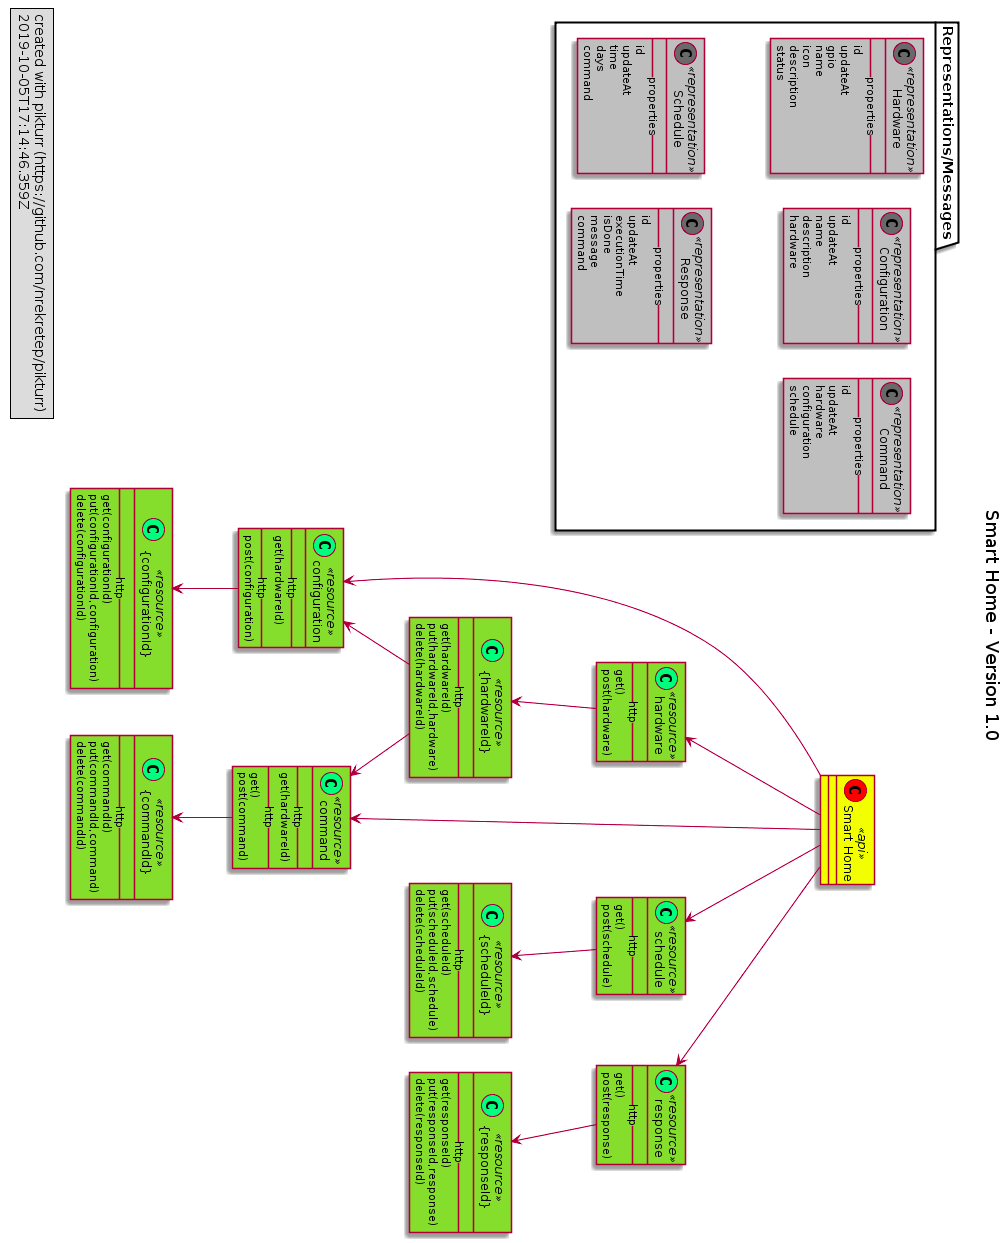 Smart Home - Version 1.0
Representations/Messages
C
«representation»
Hardware
properties
id
updateAt
gpio
name
icon
description
status
C
«representation»
Configuration
properties
id
updateAt
name
description
hardware
C
«representation»
Command
properties
id
updateAt
hardware
configuration
schedule
C
«representation»
Schedule
properties
id
updateAt
time
days
command
C
«representation»
Response
properties
id
updateAt
executionTime
isDone
message
command
C
«api»
Smart Home
C
«resource»
hardware
http
get()
post(hardware)
C
«resource»
schedule
http
get()
post(schedule)
C
«resource»
response
http
get()
post(response)
C
«resource»
{hardwareId}
http
get(hardwareId)
put(hardwareId,hardware)
delete(hardwareId)
C
«resource»
{scheduleId}
http
get(scheduleId)
put(scheduleId,schedule)
delete(scheduleId)
C
«resource»
{responseId}
http
get(responseId)
put(responseId,response)
delete(responseId)
C
«resource»
configuration
http
get(hardwareId)
http
post(configuration)
C
«resource»
command
http
get(hardwareId)
http
get()
post(command)
C
«resource»
{configurationId}
http
get(configurationId)
put(configurationId,configuration)
delete(configurationId)
C
«resource»
{commandId}
http
get(commandId)
put(commandId,command)
delete(commandId)
created with pikturr (https://github.com/nrekretep/pikturr)
2019-10-05T17:14:46.359Z